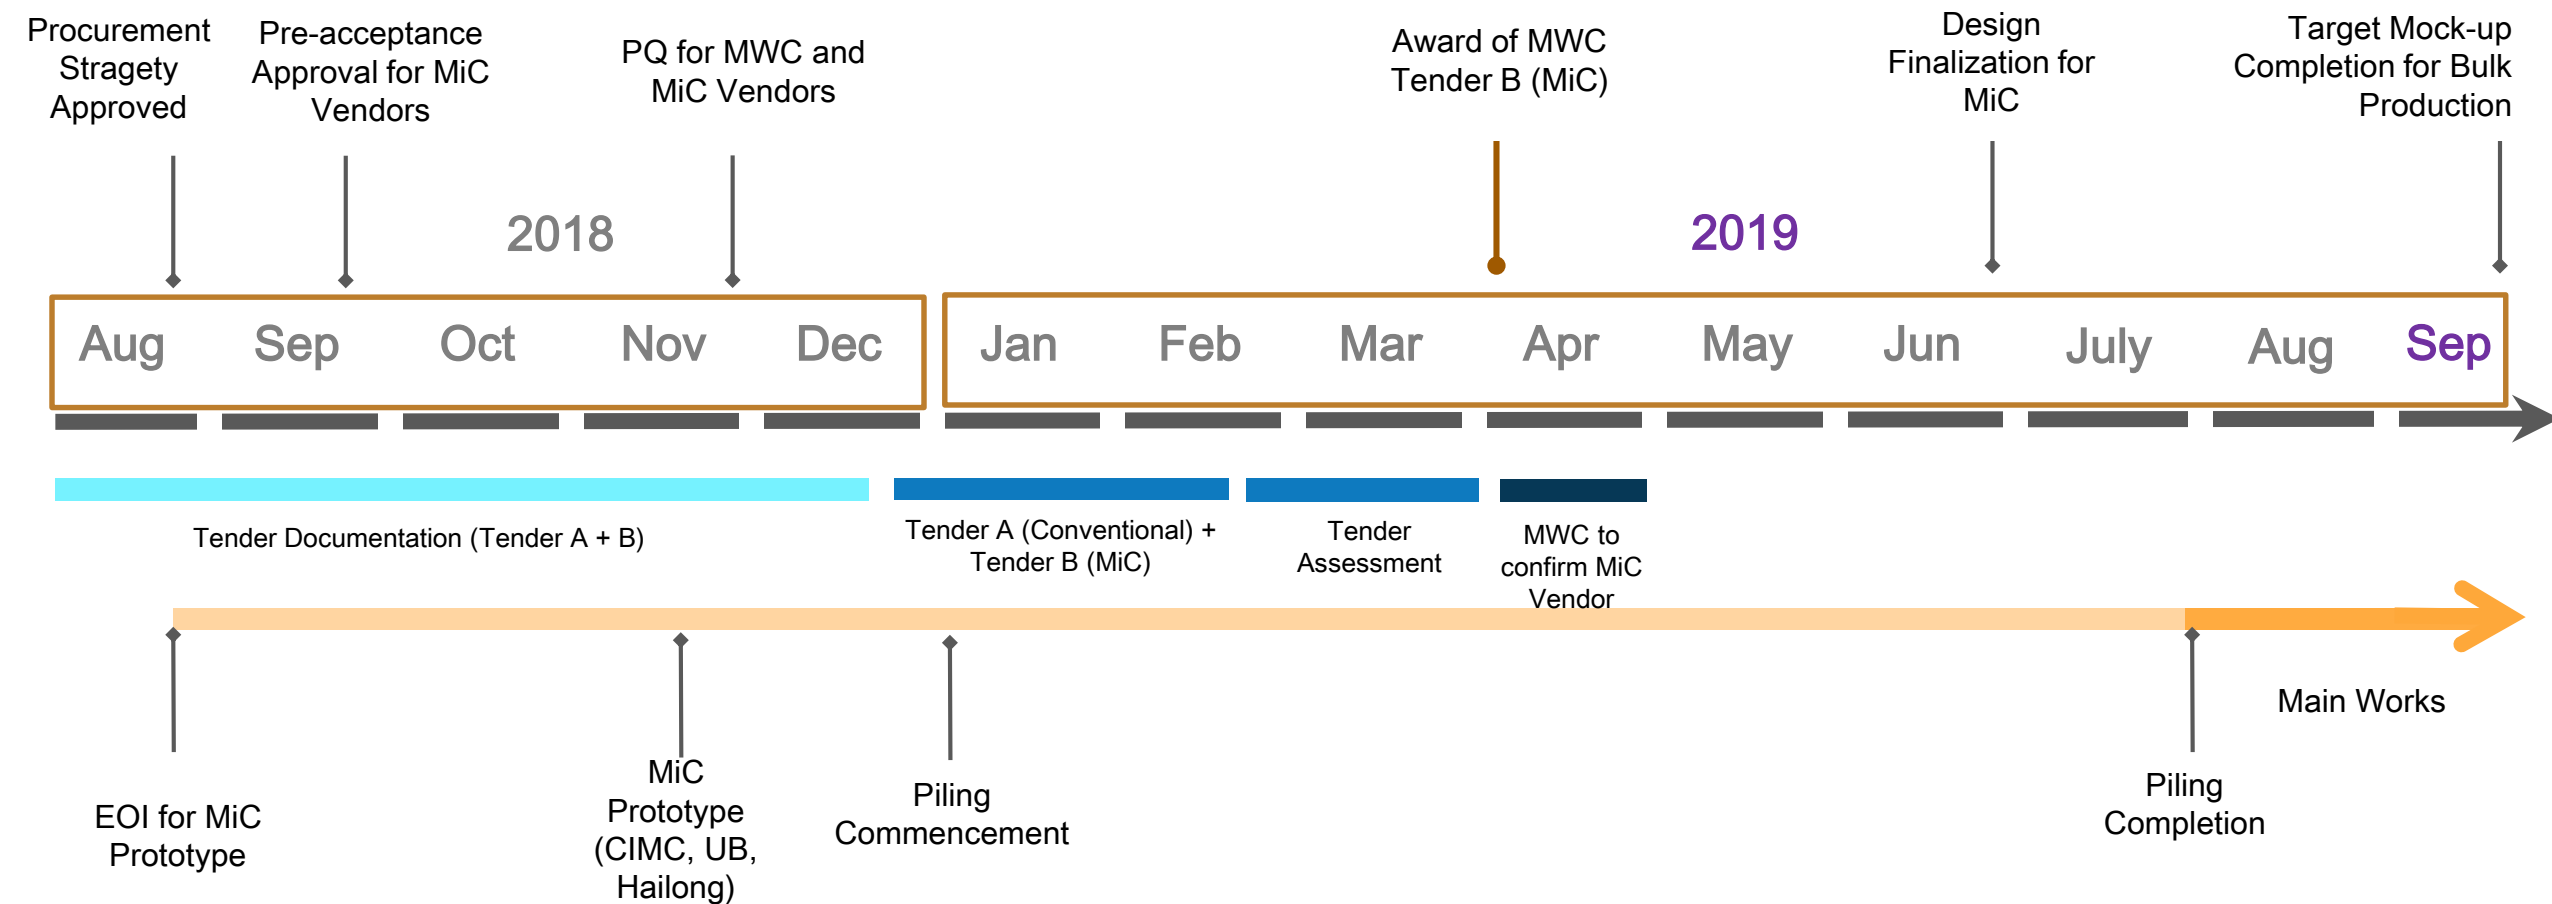 Procurement
Stragety
Approved
Pre-acceptance
Approval for MiC
Vendors
PQ for MWC and
MiC Vendors
Award of MWC
Tender B (MiC)
Design
Finalization for
MiC
Target Mock-up
Completion for Bulk
Production
2018
2019
Aug
Sep
Oct
Nov
Dec
Jan
Feb
Mar
Apr
May
Jun
July
Aug
Sep
Tender Documentation (Tender A + B)
Tender A (Conventional) +
Tender B (MiC)
Tender
Assessment
MWC to
confirm MiC
Vendor
Main Works
EOI for MiC
Prototype
MiC
Prototype
(CIMC, UB,
Hailong)
Piling
Commencement
Piling
Completion